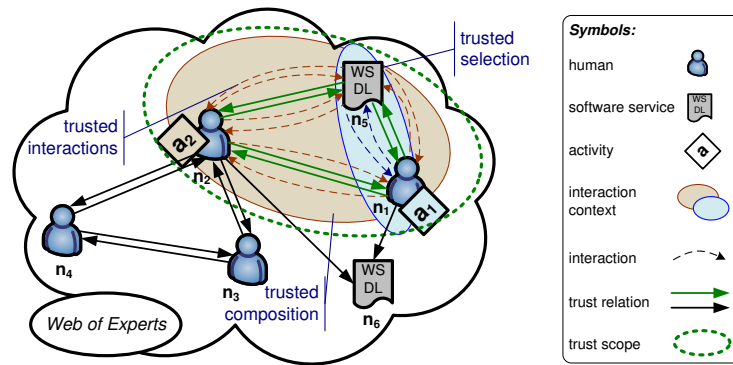 trusted
selection
WS
DL
n5
trusted
interactions
a2
n2
n1
a1
n4
n3
trusted
composition
WS
DL
n6
Web of Experts
Symbols:
human
software service
WS
DL
activity
a
interaction
context
interaction
trust relation
trust scope